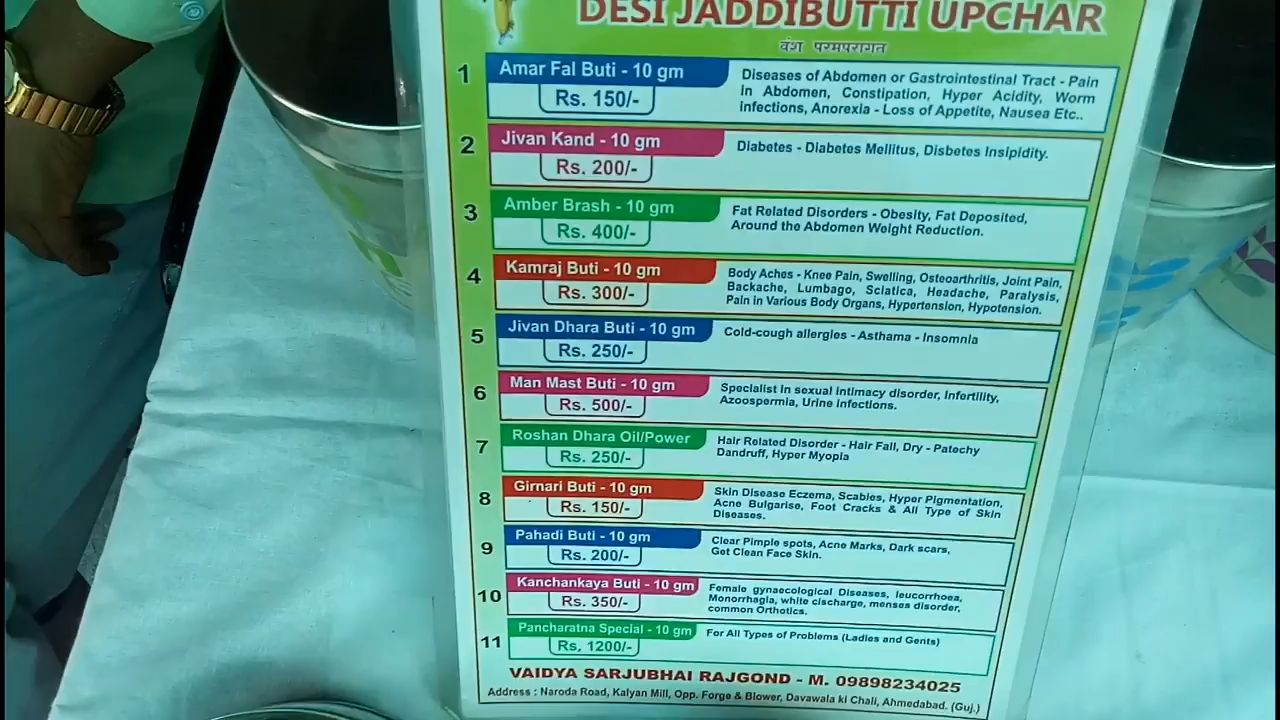 DESI JADDIBUTTI UPCHAR
वंश परमपरागत
1 Amar Fal Buti - 10 gm
Rs. 150/-
Diseases of Abdomen or Gastrointestinal Tract - Pain
in Abdomen, Constipation, Hyper Acidity, Worm
infections, Anorexia - Loss of Appetite, Nausea Etc..
2 Jivan Kand - 10 gm
Rs. 200/-
Diabetes - Diabetes Mellitus, Disbetes Insipidity.
3 Amber Brash - 10 gm
Rs. 400/-
Fat Related Disorders - Obesity, Fat Deposited,
Around the Abdomen Weight Reduction.
4 Kamraj Buti - 10 gm
Rs. 300/-
Body Aches - Knee Pain, Swelling, Osteoarthritis, Joint Pain,
Backache, Lumbago, Sciatica, Headache, Paralysis,
Pain in Various Body Organs, Hypertension, Hypotension.
5 Jivan Dhara Buti - 10 gm
Rs. 250/-
Cold-cough allergies - Asthama - Insomnia
6 Man Mast Buti - 10 gm
Rs. 500/-
Specialist in sexual intimacy disorder, Infertility,
Azoospermia, Urine infections.
7 Roshan Dhara Oil/Power
Rs. 250/-
Hair Related Disorder - Hair Fall, Dry - Patechy
Dandruff, Hyper Myopia
8 Girnari Buti - 10 gm
Rs. 150/-
Skin Disease Eczema, Scabies, Hyper Pigmentation,
Acne Bulgarise, Foot Cracks & All Type of Skin
Diseases.
9 Pahadi Buti - 10 gm
Rs. 200/-
Clear Pimple spots, Acne Marks, Dark scars,
Get Clean Face Skin.
10 Kanchankaya Buti - 10 gm
Rs. 350/-
Female gynaecological Diseases, leucorrhoea,
Monorrhagia, white cischarge, menses disorder,
common Orthotics.
11 Pancharatna Special - 10 gm
Rs. 1200/-
For All Types of Problems (Ladies and Gents)
VAIDYA SARJUBHAI RAJGOND - M. 09898234025
Address : Naroda Road, Kalyan Mill, Opp. Forge & Blower, Davawala ki Chali, Ahmedabad. (Guj.)